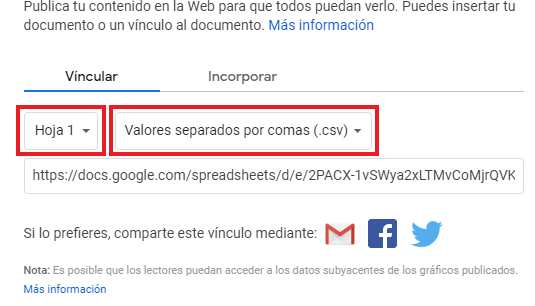 Publica tu contenido en la Web para que todos puedan verlo. Puedes insertar tu
documento o un vínculo al documento. Más información
Vincular Incorporar
Hoja 1 Valores separados por comas (.csv)
https://docs.google.com/spreadsheets/d/e/2PACX-1vSWya2xLTMvCoMjrQVK
Si lo prefieres, comparte este vínculo mediante:
Nota: Es posible que los lectores puedan acceder a los datos subyacentes de los gráficos publicados.
Más información